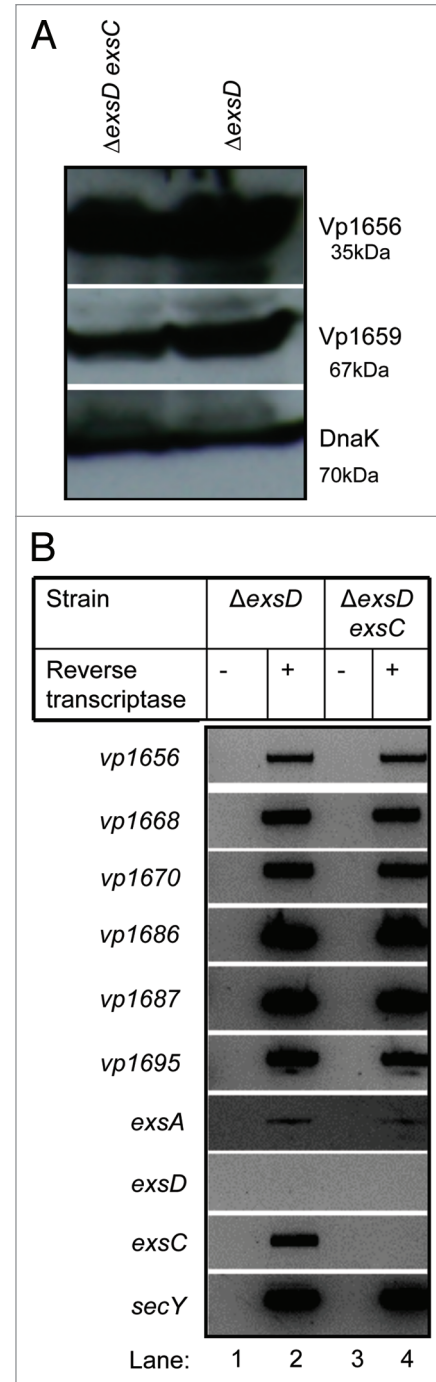 A
ΔexsD exsC
ΔexsD
Vp1656
35kDa
Vp1659
67kDa
DnaK
70kDa
B
Strain
ΔexsD
ΔexsD
exsC
Reverse
transcriptase
- + - +
vp1656
vp1668
vp1670
vp1686
vp1687
vp1695
exsA
exsD
exsC
secY
Lane: 1 2 3 4